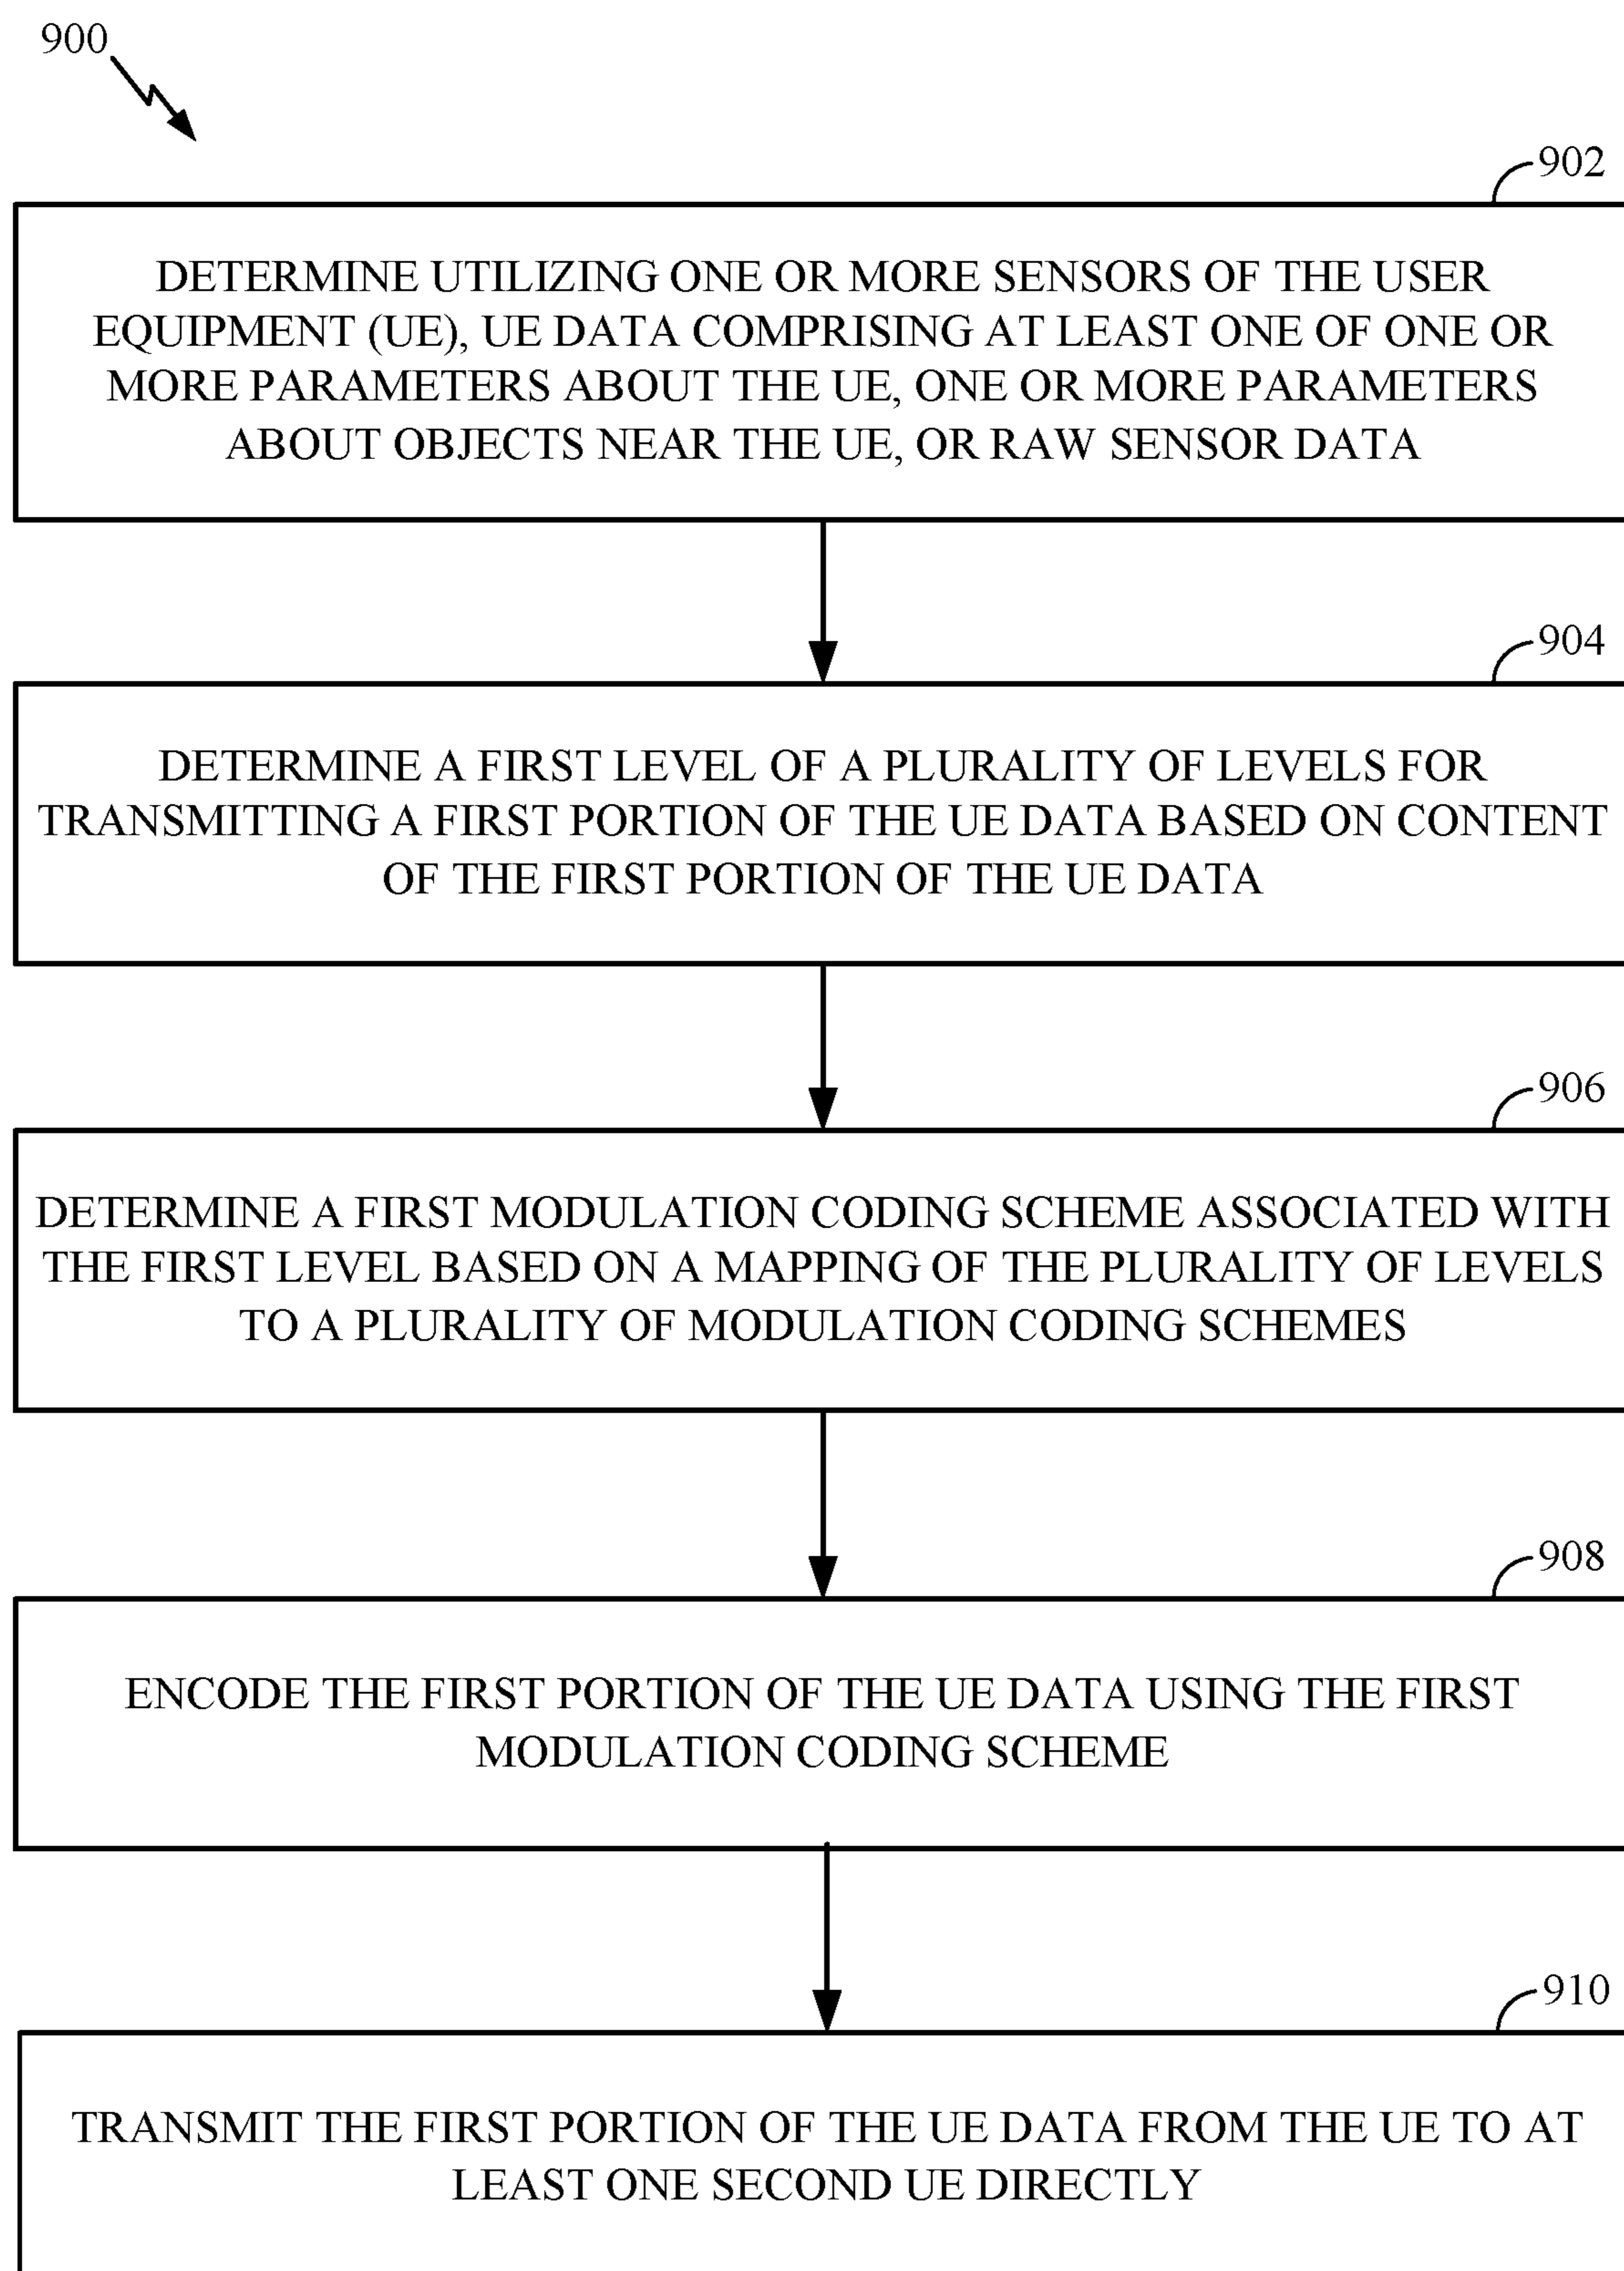 900
902
DETERMINE UTILIZING ONE OR MORE SENSORS OF THE USER
EQUIPMENT (UE), UE DATA COMPRISING AT LEAST ONE OF ONE OR
MORE PARAMETERS ABOUT THE UE, ONE OR MORE PARAMETERS
ABOUT OBJECTS NEAR THE UE, OR RAW SENSOR DATA
904
DETERMINE A FIRST LEVEL OF A PLURALITY OF LEVELS FOR
TRANSMITTING A FIRST PORTION OF THE UE DATA BASED ON CONTENT
OF THE FIRST PORTION OF THE UE DATA
906
DETERMINE A FIRST MODULATION CODING SCHEME ASSOCIATED WITH
THE FIRST LEVEL BASED ON A MAPPING OF THE PLURALITY OF LEVELS
TO A PLURALITY OF MODULATION CODING SCHEMES
908
ENCODE THE FIRST PORTION OF THE UE DATA USING THE FIRST
MODULATION CODING SCHEME
910
TRANSMIT THE FIRST PORTION OF THE UE DATA FROM THE UE TO AT
LEAST ONE SECOND UE DIRECTLY